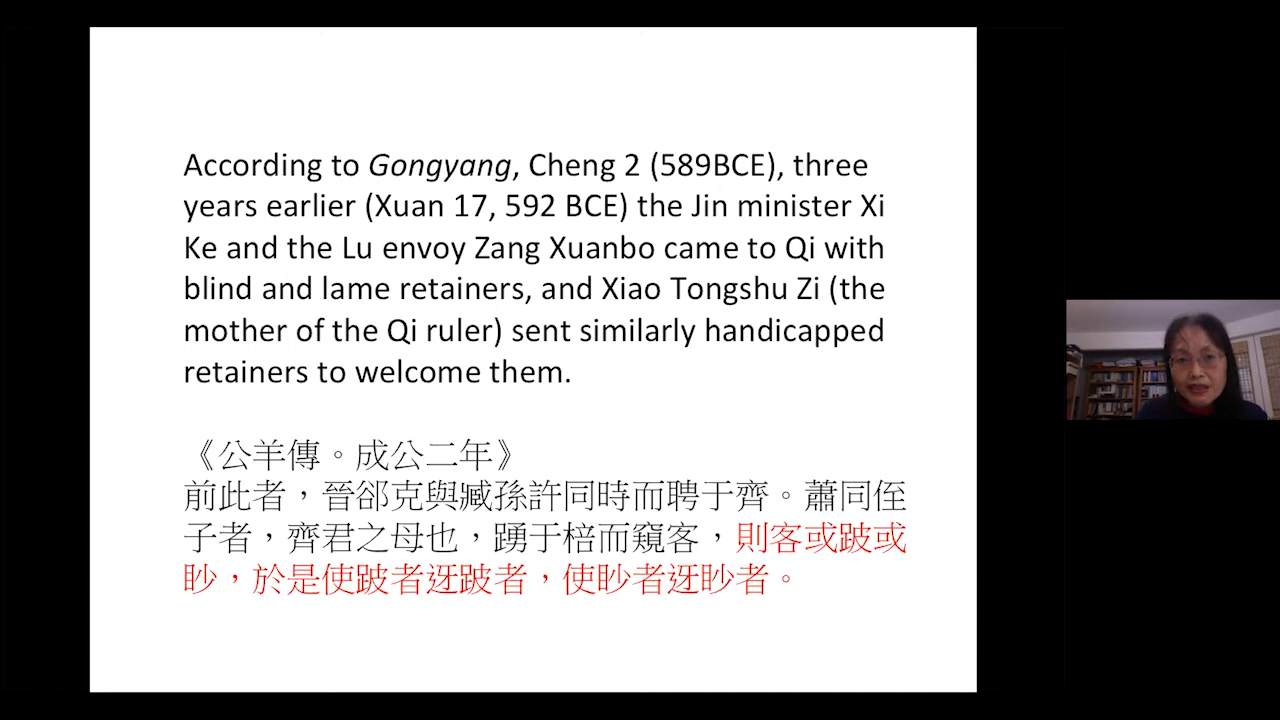 According to Gongyang, Cheng 2 (589BCE), three
years earlier (Xuan 17, 592 BCE) the Jin minister Xi
Ke and the Lu envoy Zang Xuanbo came to Qi with
blind and lame retainers, and Xiao Tongshu Zi (the
mother of the Qi ruler) sent similarly handicapped
retainers to welcome them.
《公羊傳。成公二年》
前此者，晉郤克與臧孫許同時而聘于齊。蕭同侄
子者，齊君之母也，踴于棓而窺客，則客或跛或
眇，於是使跛者迓跛者，使眇者迓眇者。